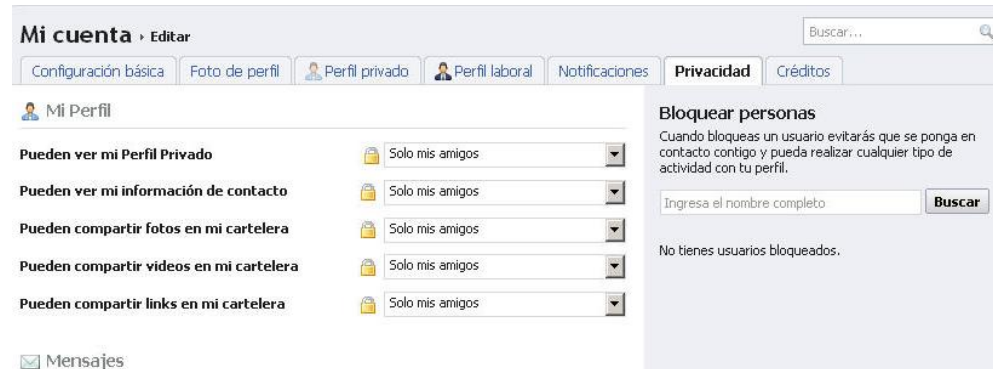 Mi cuenta › Editar
Buscar...
Configuración básica
Foto de perfil
Perfil privado
Perfil laboral
Notificaciones
Privacidad
Créditos
Mi Perfil
Pueden ver mi Perfil Privado
Solo mis amigos
Pueden ver mi información de contacto
Solo mis amigos
Pueden compartir fotos en mi cartelera
Solo mis amigos
Pueden compartir videos en mi cartelera
Solo mis amigos
Pueden compartir links en mi cartelera
Solo mis amigos
Mensajes
Bloquear personas
Cuando bloqueas un usuario evitarás que se ponga en
contacto contigo y pueda realizar cualquier tipo de
actividad con tu perfil.
Ingresa el nombre completo
Buscar
No tienes usuarios bloqueados.